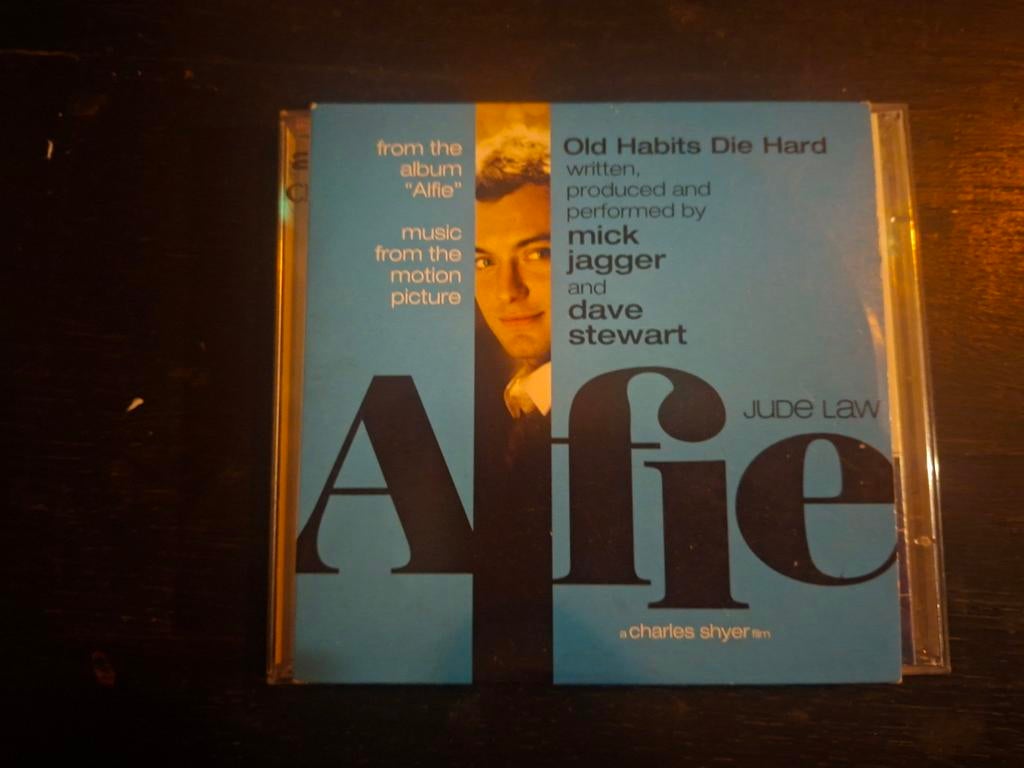 from the
album
"Alfie"
music
from the
motion
picture
Old Habits Die Hard
written,
produced and
performed by
mick
jagger
and
dave
stewart
JUDE LAW
Alfie
a charles shyer film